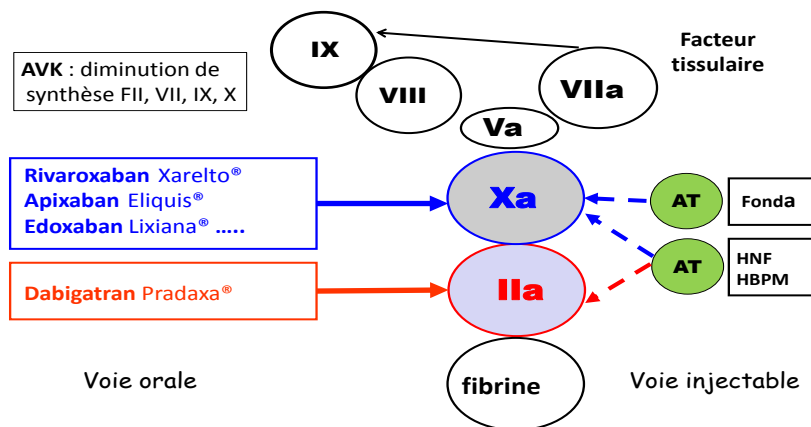 IX
Facteur
tissulaire
AVK : diminution de
synthèse FII, VII, IX, X
VIII
VIIa
Va
Rivaroxaban Xarelto®
Apixaban Eliquis®
Edoxaban Lixiana® .....
Xa
AT
Fonda
AT
HNF
HBPM
Dabigatran Pradaxa®
IIa
Voie orale
fibrine
Voie injectable